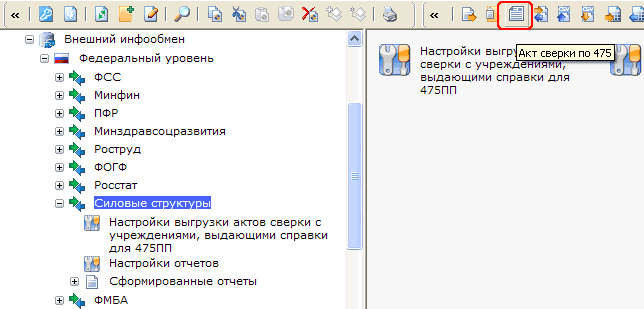 Внешний инфообмен
Федеральный уровень
ФСС
Минфин
ПФР
Минздравсоцразвития
Роструд
ФОГФ
Росстат
Силовые структуры
Настройки выгрузки актов сверки с
учреждениями, выдающими справки
для 475ПП
Настройки отчетов
Сформированные отчеты
ФМБА
Акт сверки по 475
Настройки выгру
сверки с учреждениями,
выдающими справки для
475ПП